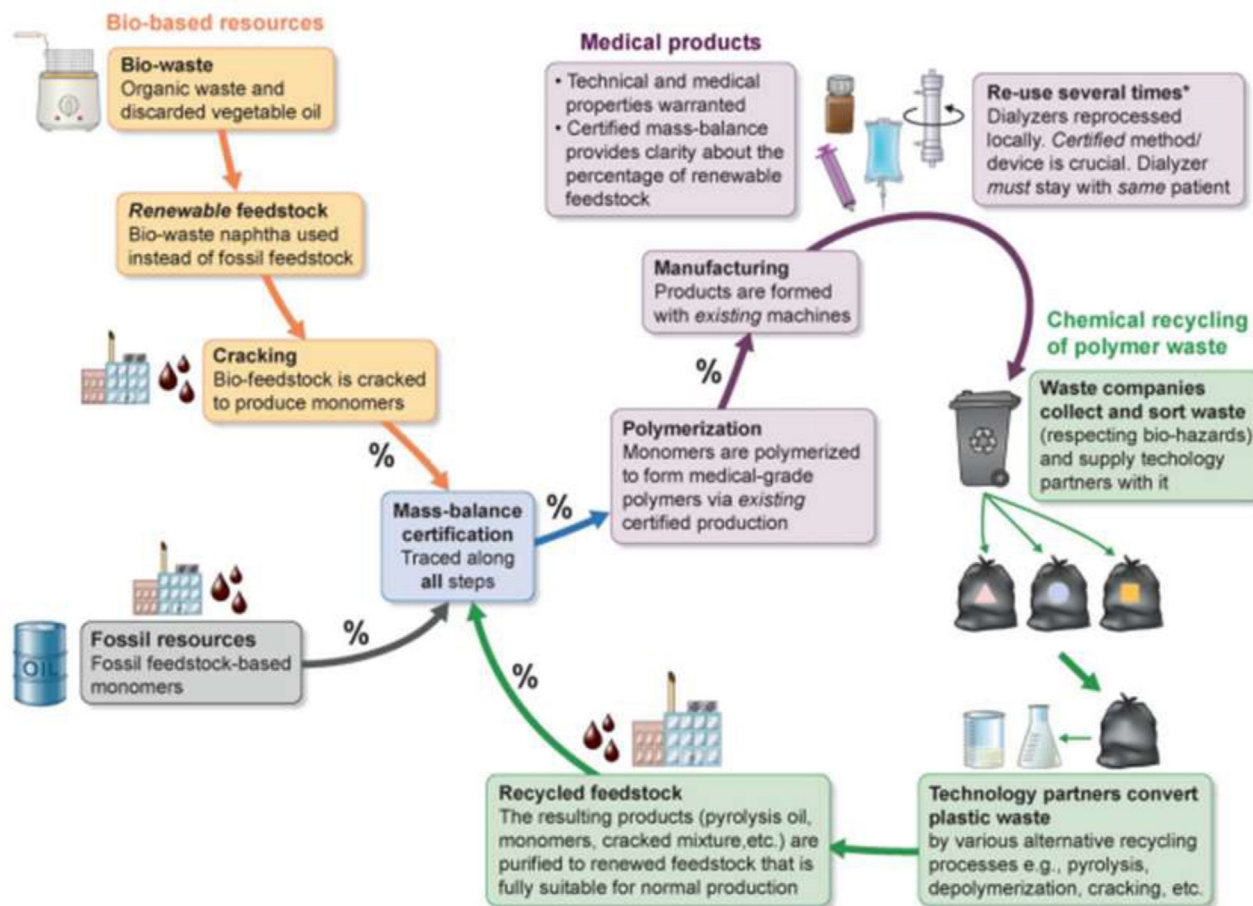 Bio-based resources
Bio-waste
Organic waste and
discarded vegetable oil
Renewable feedstock
Bio-waste naphtha used
instead of fossil feedstock
Cracking
Bio-feedstock is cracked
to produce monomers
%
Mass-balance
certification
Traced along
all steps
%
Fossil resources
Fossil feedstock-based
monomers
OIL
%
Medical products
• Technical and medical
properties warranted
• Certified mass-balance
provides clarity about the
percentage of renewable
feedstock
Re-use several times*
Dialyzers reprocessed
locally. Certified method/
device is crucial. Dialyzer
must stay with same patient
Manufacturing
Products are formed
with existing machines
%
Polymerization
Monomers are polymerized
to form medical-grade
polymers via existing
certified production
Chemical recycling
of polymer waste
Waste companies
collect and sort waste
(respecting bio-hazards)
and supply techology
partners with it
Technology partners convert
plastic waste
by various alternative recycling
processes e.g., pyrolysis,
depolymerization, cracking, etc.
Recycled feedstock
The resulting products (pyrolysis oil,
monomers, cracked mixture,etc.) are
purified to renewed feedstock that is
fully suitable for normal production
%